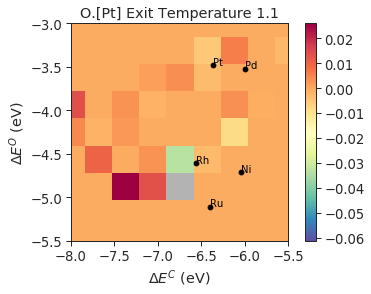 O.[Pt] Exit Temperature 1.1
−3.0
−3.5
−4.0
−4.5
−5.0
−5.5
ΔE^O (eV)
Pt
Pd
Rh
Ni
Ru
−8.0 −7.5 −7.0 −6.5 −6.0 −5.5
ΔE^C (eV)
0.02
0.01
0.00
−0.01
−0.02
−0.03
−0.04
−0.05
−0.06